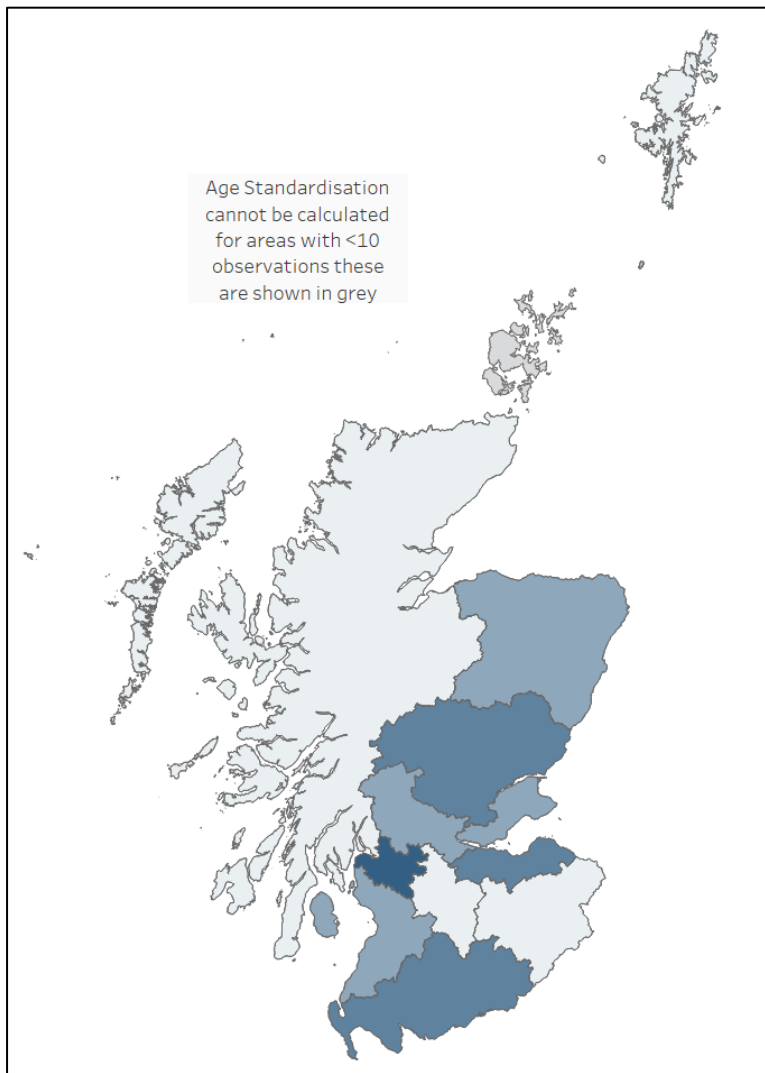 Age Standardisation
cannot be calculated
for areas with <10
observations these
are shown in grey